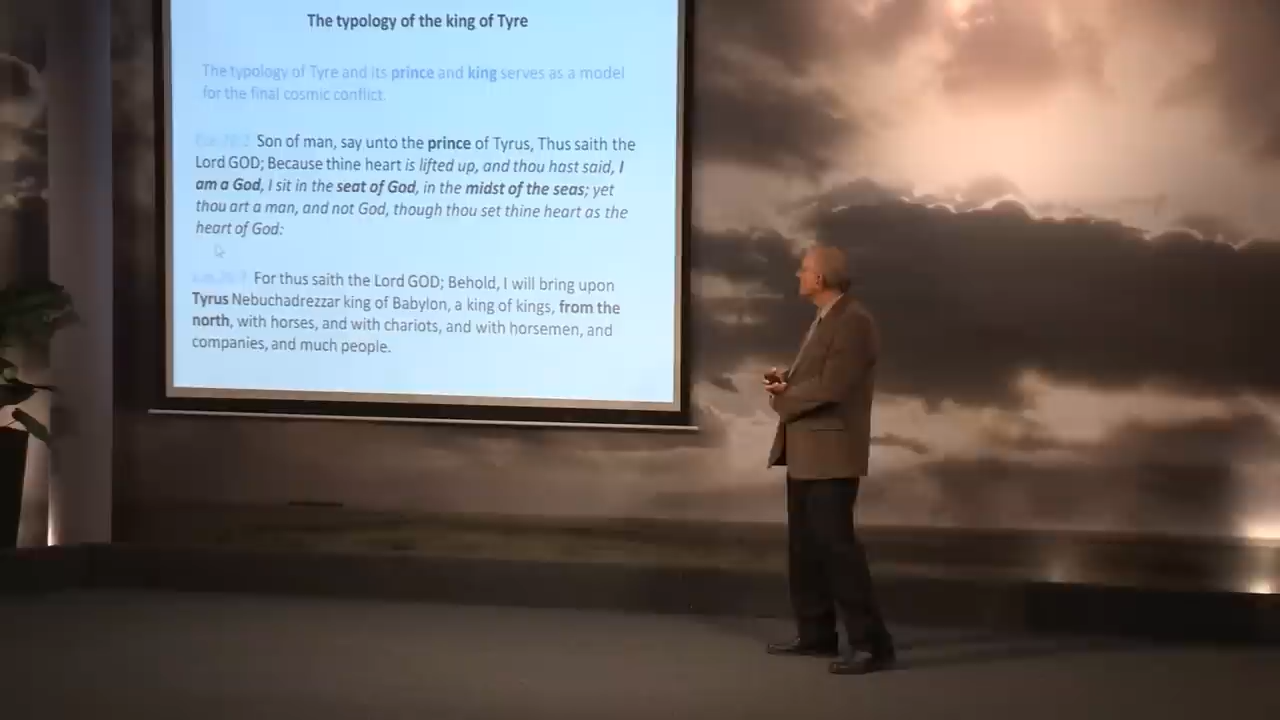 The typology of the king of Tyre
The typology of Tyre and its prince and king serves as a model
for the final cosmic conflict.
Son of man, say unto the prince of Tyrus, Thus saith the
Lord GOD; Because thine heart is lifted up, and thou hast said, I
am a God, I sit in the seat of God, in the midst of the seas; yet
thou art a man, and not God, though thou set thine heart as the
heart of God:
For thus saith the Lord GOD; Behold, I will bring upon
Tyrus Nebuchadrezzar king of Babylon, a king of kings, from the
north, with horses, and with chariots, and with horsemen, and
companies, and much people.